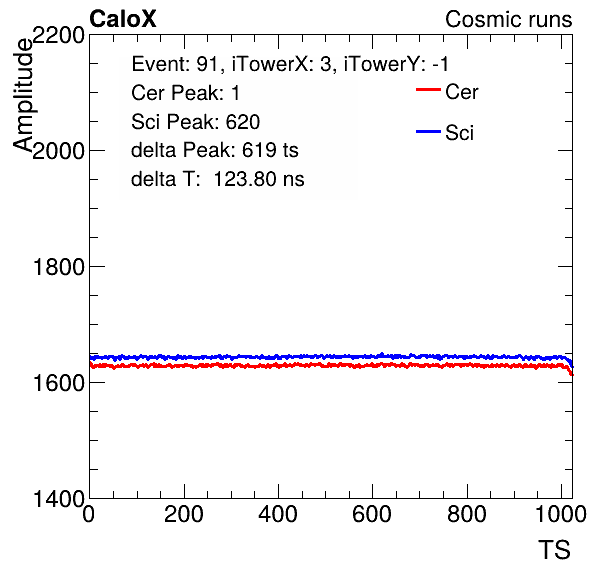 CaloX Cosmic runs
Amplitude
2200
2000
1800
1600
1400
Event: 91, iTowerX: 3, iTowerY: -1
Cer Peak: 1
Sci Peak: 620
delta Peak: 619 ts
delta T: 123.80 ns
Cer
Sci
0 200 400 600 800 1000
TS